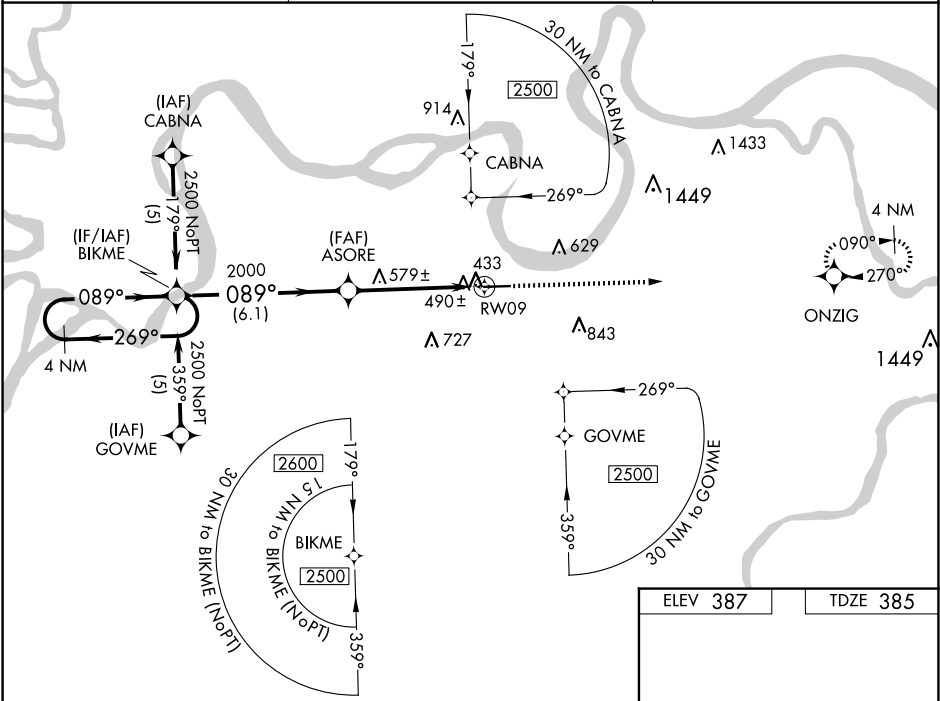 30 NM to CABNA
179°
2500
914
CABNA
269°
1433
1449
(IAF)
CABNA
2500 NoPT
179°
(5)
(IF/IAF)
BIKME
2000
089°
(6.1)
(FAF)
ASORE
579±
433
490±
RW09
629
4 NM
090°
270°
ONZIG
089°
269°
4 NM
2500 NoPT
359°
(5)
(IAF)
GOVME
727
843
1449
269°
GOVME
2500
359°
30 NM to GOVME
2600
179°
30 NM to BIKME (NoPT)
15 NM to BIKME (NoPT)
BIKME
2500
359°
ELEV 387
TDZE 385